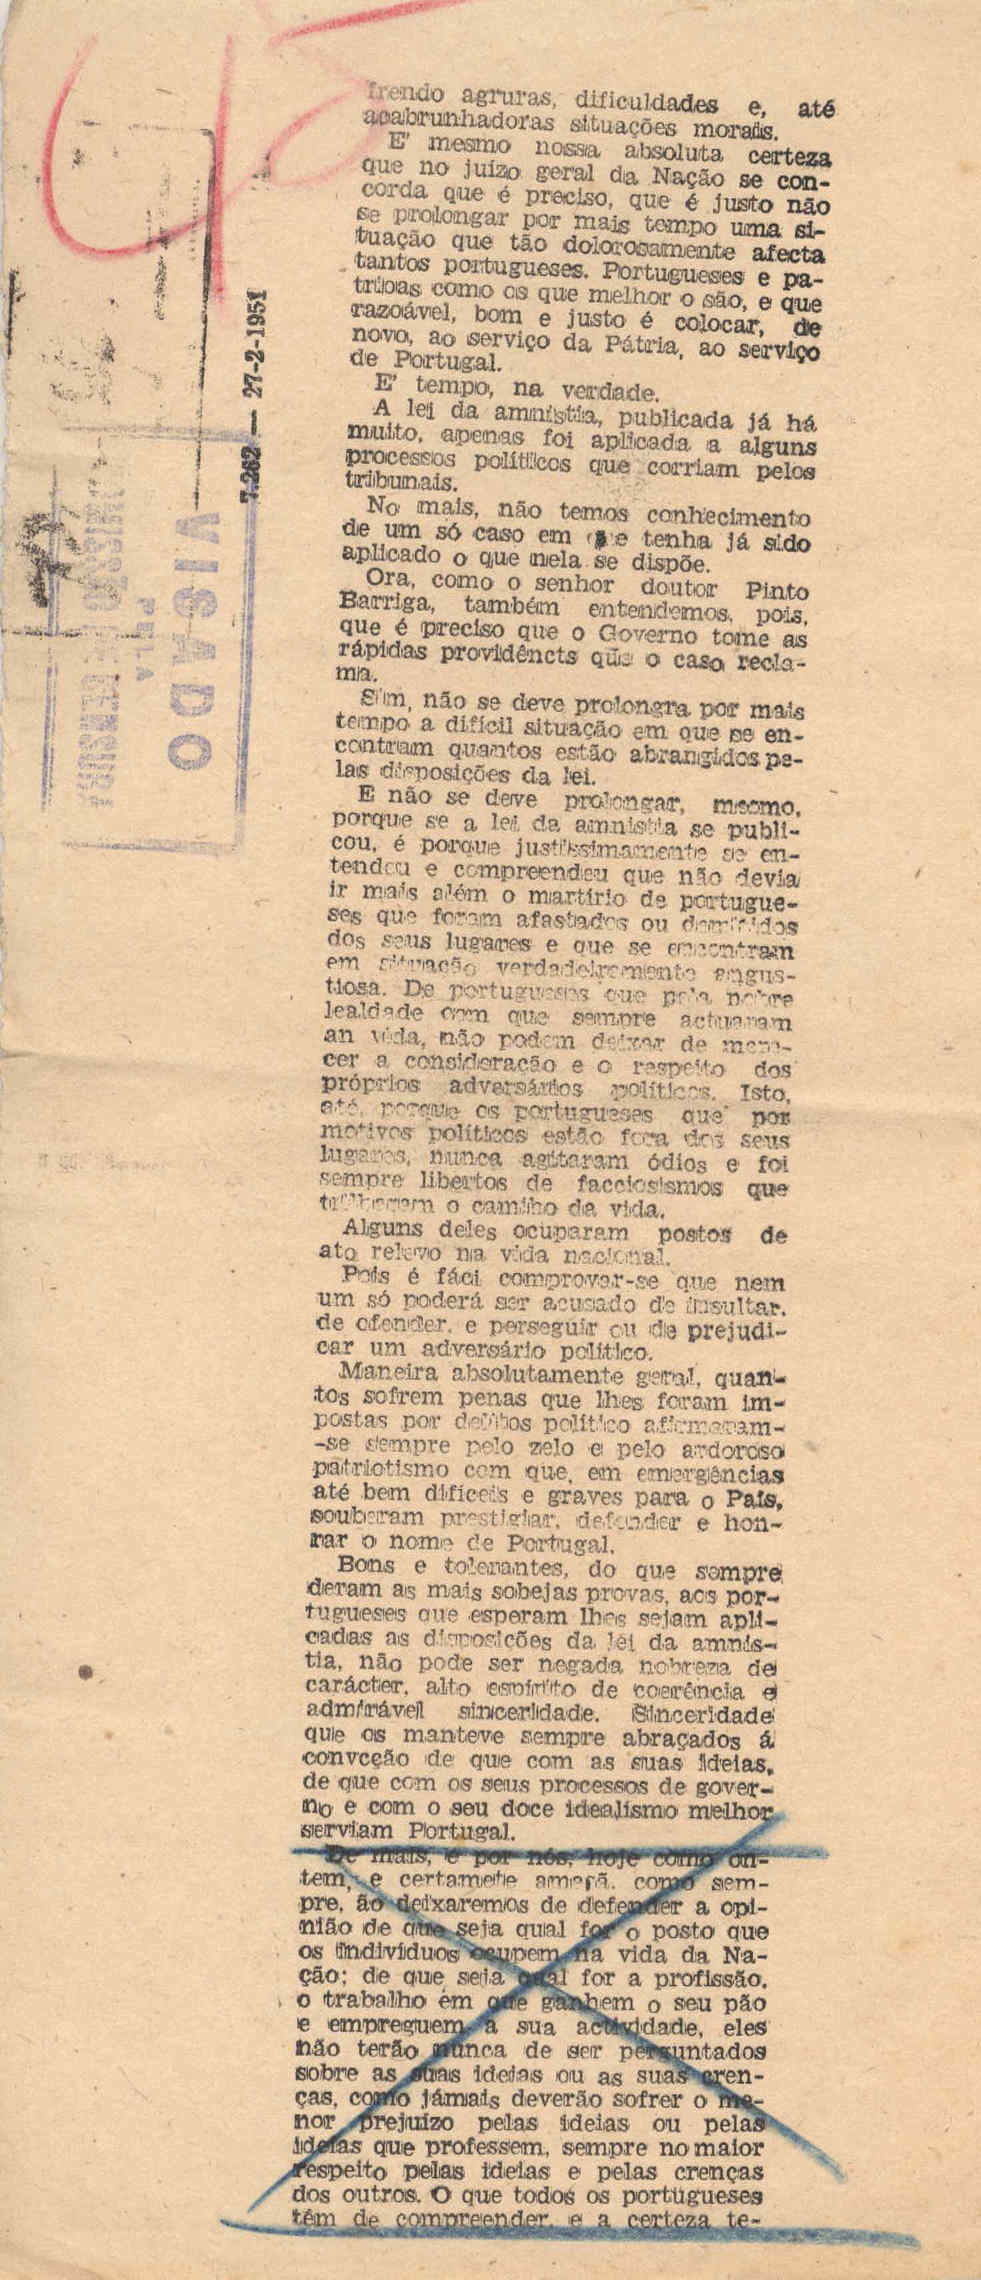 frendo agruras, dificuldades e, até
acabrunhadoras situações morais.
E' mesmo nossa absoluta certeza
que no juízo geral da Nação se con-
corda que é preciso, que é justo não
se prolongar por mais tempo uma si-
tuação que tão dolorosamente afecta
tantos portugueses. Portugueses e pa-
triotas como os que melhor o são, e que
razoável, bom e justo é colocar, de
novo, ao serviço da Pátria, ao serviço
de Portugal.
E' tempo, na verdade.
A lei da amnistia, publicada já há
muito, apenas foi aplicada a alguns
processos políticos que corriam pelos
tribunais.
No mais, não temos conhecimento
de um só caso em que tenha já sido
aplicado o que nela se dispõe.
Ora, como o senhor doutor Pinto
Barriga, também entendemos, pois,
que é preciso que o Governo tome as
rápidas providêncts que o caso recla-
ma.
Sim, não se deve prolongra por mais
tempo a difícil situação em que se en-
contram quantos estão abrangidos pe-
las disposições da lei.
E não se deve prolongar, mesmo,
porque se a lei da amnistia se publi-
cou, é porque justissimamente se en-
tendeu e compreendeu que não devia
ir mais além o martírio de portugue-
ses que foram afastados ou demitidos
dos seus lugares e que se encontram
em situação verdadeiramente angus-
tiosa. De portugueses que pela nobre
lealdade com que sempre actuaram
an vida, não podem deixar de mere-
cer a consideração e o respeito dos
próprios adversários políticos. Isto,
até, porque os portugueses que por
motivos políticos estão fora dos seus
lugares, nunca agitaram ódios e foi
sempre libertos de facciosismos que
trilharam o camiho da vida.
Alguns deles ocuparam postos de
ato relevo na vida nacional.
Pois é fáci comprovar-se que nem
um só poderá ser acusado de insultar,
de ofender, e perseguir ou de prejudi-
car um adversário político.
Maneira absolutamente geral, quan-
tos sofrem penas que lhes foram im-
postas por delitos político afirmaram-
-se sempre pelo zelo e pelo ardoroso
patriotismo com que, em emergências
até bem difíceis e graves para o País,
souberam prestigiar, defender e hon-
rar o nome de Portugal.
Bons e tolerantes, do que sempre
deram as mais sobejas provas, aos por-
tugueses que esperam lhes sejam apli-
cadas as disposições da lei da amnis-
tia, não pode ser negada nobreza de
carácter, alto espírito de coerência e
admirável sinceridade. Sinceridade
que os manteve sempre abraçados á
convcção de que com as suas ideias,
de que com os seus processos de gover-
no e com o seu doce idealismo melhor
serviam Portugal.
De mais, e por nós, hoje como on-
tem, e certamete ameçã, como sem-
pre, ão deixaremos de defender a opi-
nião de que seja qual for o posto que
os indivíduos ocupem na vida da Na-
ção; de que seja qual for a profissão,
o trabalho em que ganhem o seu pão
e empreguem a sua actividade, eles
não terão nunca de ser perguntados
sobre as suas ideias ou as suas cren-
ças, como jámais deverão sofrer o me-
nor prejuízo pelas ideias ou pelas
ideias que professem, sempre no maior
respeito pelas ideias e pelas crenças
dos outros. O que todos os portugueses
têm de compreender, e a certeza te-
7.262 — 27-2-1951
VISADO
PELA
COMISSÃO DE CENSURA